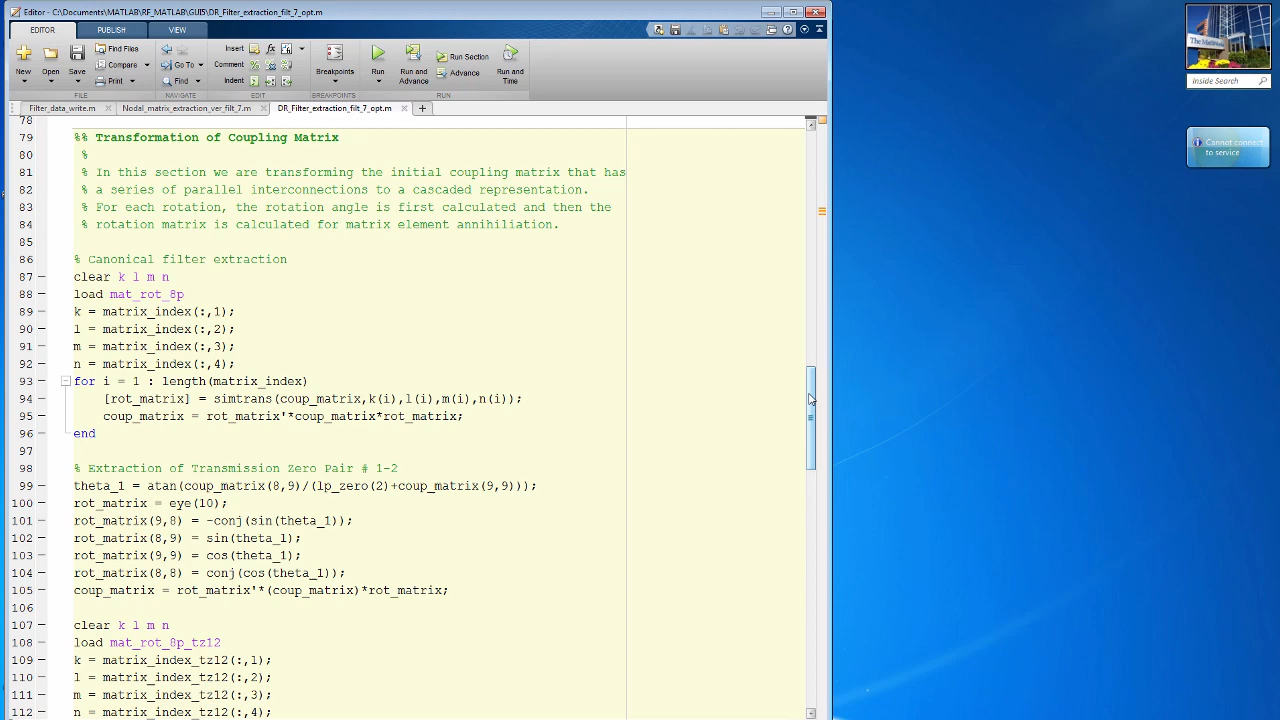 Editor - C:\Documents\MATLAB\RF_MATLAB\GUIS\DR_Filter_extraction_filt_7_opt.m
EDITOR PUBLISH VIEW
New Open Save Find Files Compare Print Go To Find Insert Comment Indent Breakpoints Run Run and Advance Run Section Advance Run and Time
FILE NAVIGATE EDIT BREAKPOINTS RUN
Filter_data_write.m Nodal_matrix_extraction_ver_filt_7.m DR_Filter_extraction_filt_7_opt.m
78
79 %% Transformation of Coupling Matrix
80 %
81 % In this section we are transforming the initial coupling matrix that has
82 % a series of parallel interconnections to a cascaded representation.
83 % For each rotation, the rotation angle is first calculated and then the
84 % rotation matrix is calculated for matrix element annihiliation.
85
86 % Canonical filter extraction
87 clear k l m n
88 load mat_rot_8p
89 k = matrix_index(:,1);
90 l = matrix_index(:,2);
91 m = matrix_index(:,3);
92 n = matrix_index(:,4);
93 for i = 1 : length(matrix_index)
94 [rot_matrix] = simtrans(coup_matrix,k(i),l(i),m(i),n(i));
95 coup_matrix = rot_matrix'*coup_matrix*rot_matrix;
96 end
97
98 % Extraction of Transmission Zero Pair # 1-2
99 theta_1 = atan(coup_matrix(8,9)/(lp_zero(2)+coup_matrix(9,9)));
100 rot_matrix = eye(10);
101 rot_matrix(9,8) = -conj(sin(theta_1));
102 rot_matrix(8,9) = sin(theta_1);
103 rot_matrix(9,9) = cos(theta_1);
104 rot_matrix(8,8) = conj(cos(theta_1));
105 coup_matrix = rot_matrix'*(coup_matrix)*rot_matrix;
106
107 clear k l m n
108 load mat_rot_8p_tz12
109 k = matrix_index_tz12(:,1);
110 l = matrix_index_tz12(:,2);
111 m = matrix_index_tz12(:,3);
112 n = matrix_index_tz12(:,4);
The MathWorks
Inside Search
Cannot connect
to service